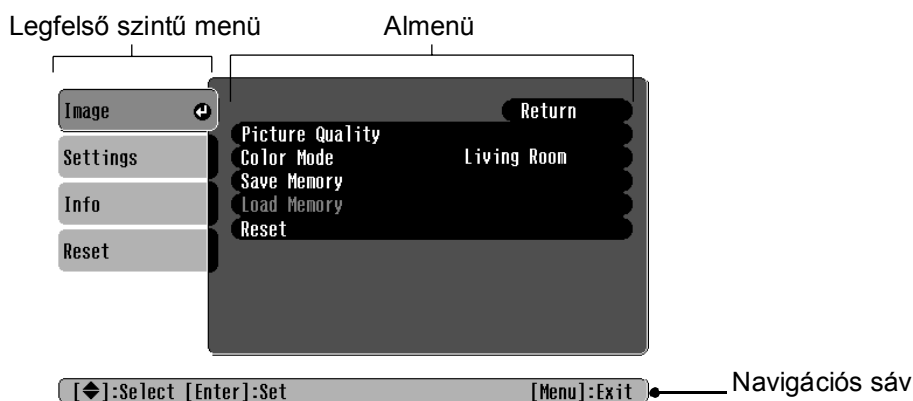 Legfelső szintű menü
Almenü
Image
Settings
Info
Reset
Return
Picture Quality
Color Mode Living Room
Save Memory
Load Memory
Reset
[◆]:Select [Enter]:Set [Menu]:Exit
Navigációs sáv